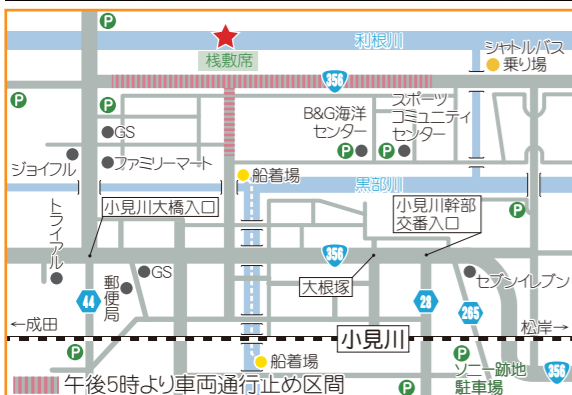 P
利根川
シャトルバス
乗り場
桟敷席
356
P
P
GS
B&G海洋
センター
P
スポーツ
コミュニティ
センター
P
ジョイフル
ファミリーマート
船着場
黒部川
P
小見川大橋入口
小見川幹部
交番入口
トライアル
356
GS
郵便局
大根塚
セブンイレブン
44
28
265
←成田
松岸→
小見川
P
船着場
P
ソニー跡地
駐車場
356
P
午後5時より車両通行止め区間